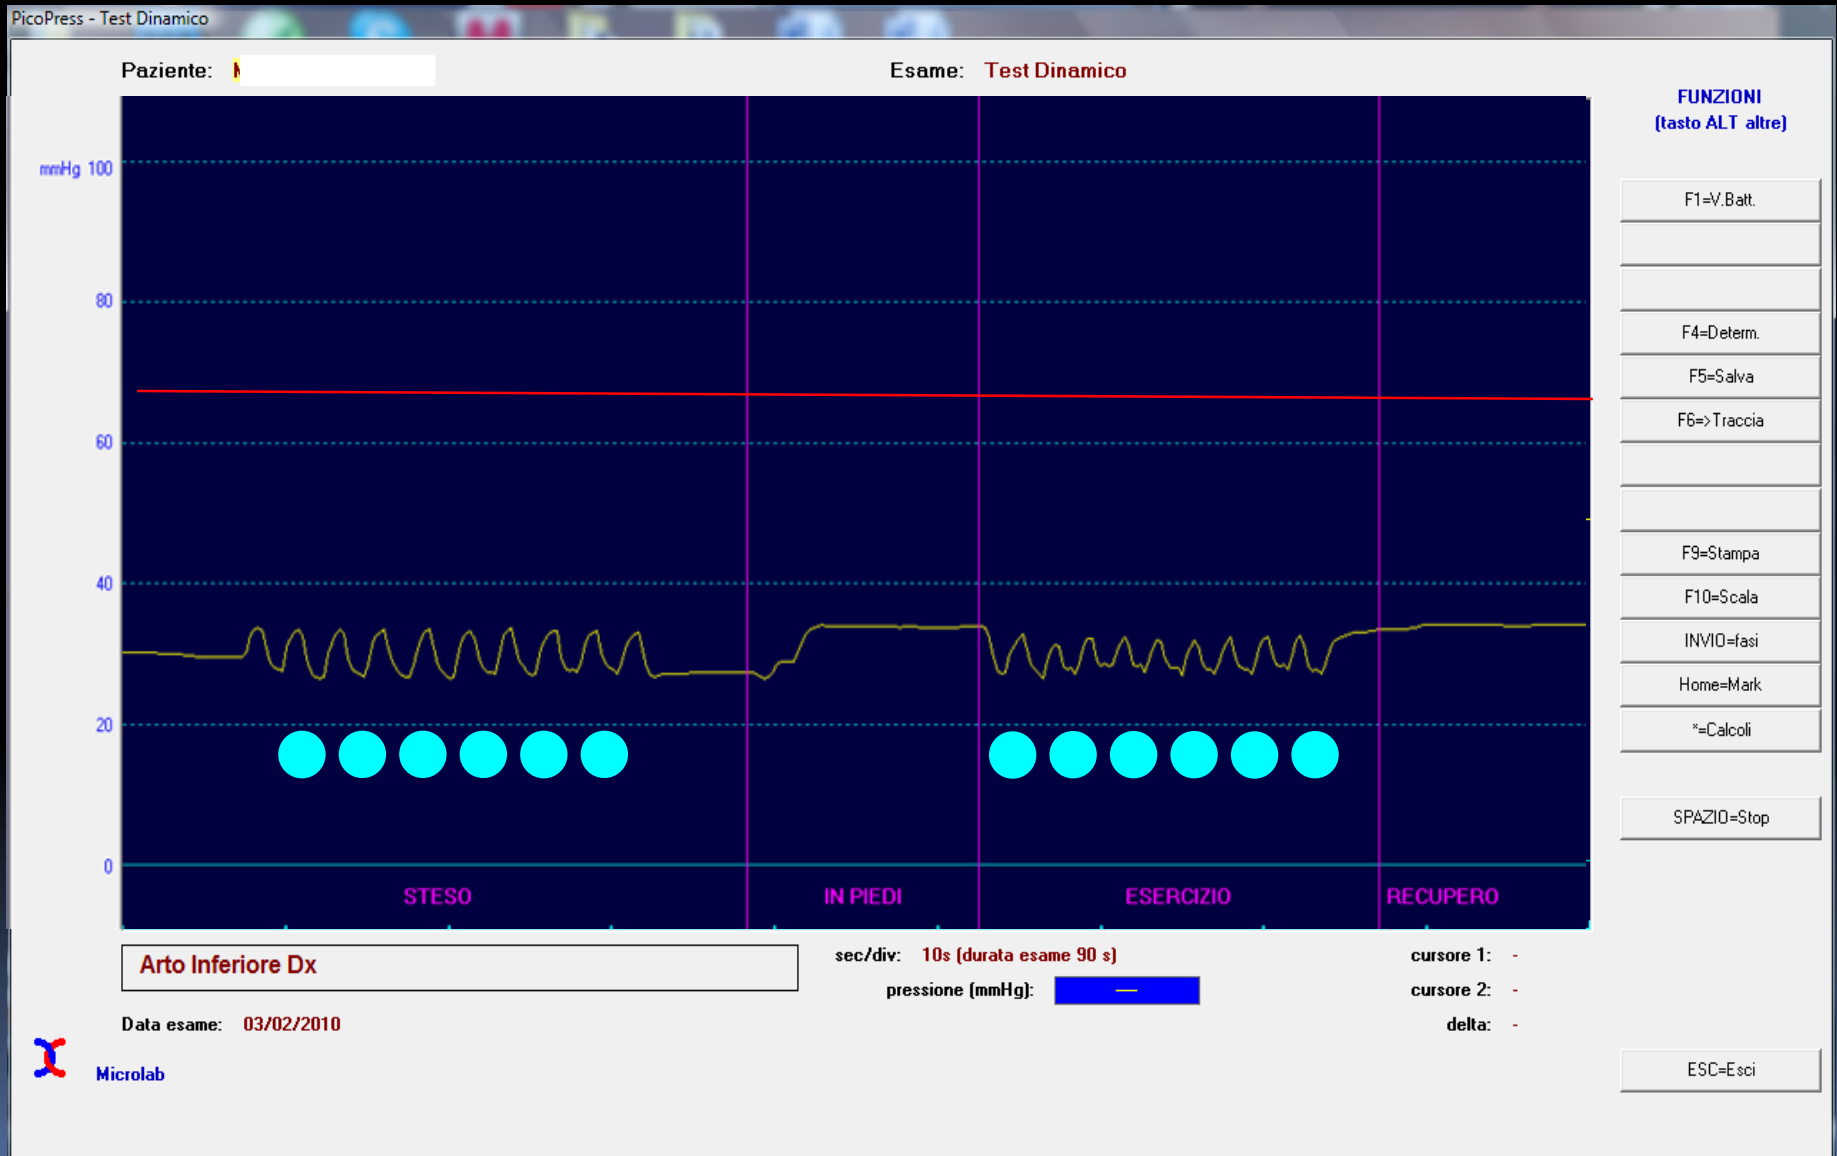 PicoPress - Test Dinamico
Paziente:
Esame: Test Dinamico
FUNZIONI
(tasto ALT altre)
mmHg 100
80
60
40
20
0
STESO
IN PIEDI
ESERCIZIO
RECUPERO
F1=V.Batt.
F4=Determ.
F5=Salva
F6=>Traccia
F9=Stampa
F10=Scala
INVIO=fasi
Home=Mark
*=Calcoli
SPAZIO=Stop
ESC=Esci
Arto Inferiore Dx
sec/div: 10s (durata esame 90 s)
pressione (mmHg): —
cursore 1: -
cursore 2: -
delta: -
Data esame: 03/02/2010
Microlab